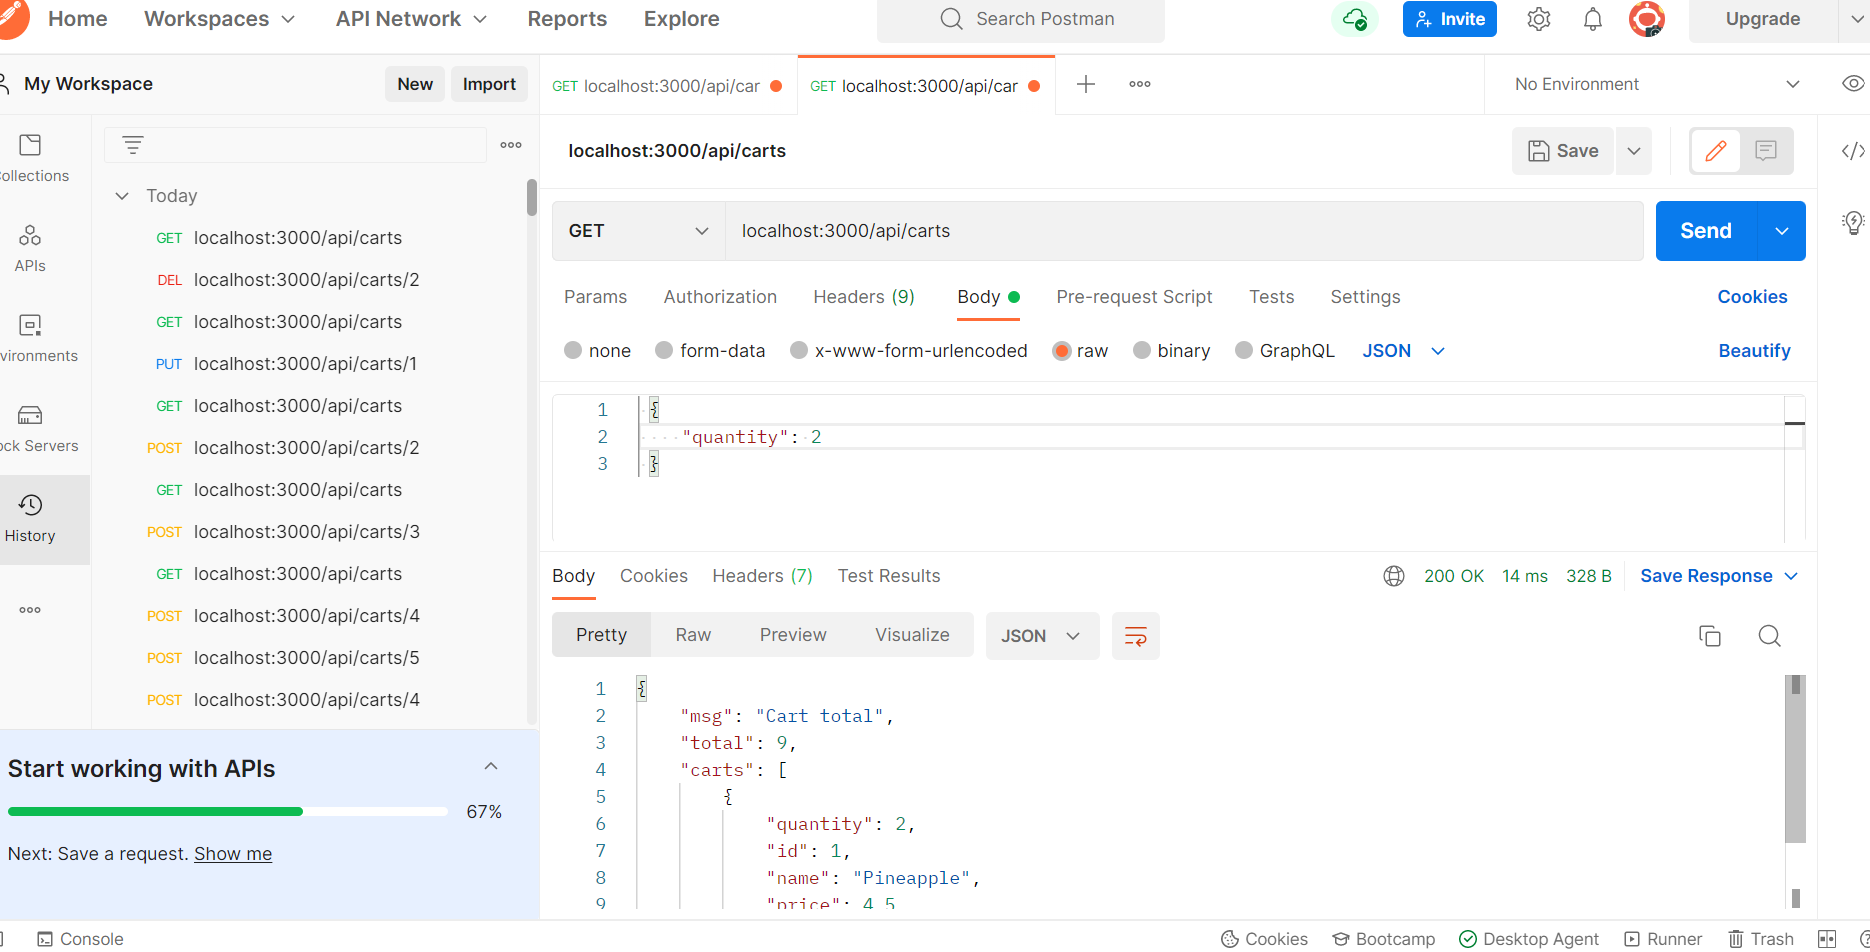 Home Workspaces API Network Reports Explore Search Postman Invite Upgrade
My Workspace New Import GET localhost:3000/api/car GET localhost:3000/api/car No Environment
ollections
APIs
vironments
ock Servers
History
Today
GET localhost:3000/api/carts
DEL localhost:3000/api/carts/2
GET localhost:3000/api/carts
PUT localhost:3000/api/carts/1
GET localhost:3000/api/carts
POST localhost:3000/api/carts/2
GET localhost:3000/api/carts
POST localhost:3000/api/carts/3
GET localhost:3000/api/carts
POST localhost:3000/api/carts/4
POST localhost:3000/api/carts/5
POST localhost:3000/api/carts/4
Start working with APIs
67%
Next: Save a request. Show me
localhost:3000/api/carts Save
GET localhost:3000/api/carts Send
Params Authorization Headers (9) Body Pre-request Script Tests Settings Cookies
none form-data x-www-form-urlencoded raw binary GraphQL JSON Beautify
1 {
2 "quantity": 2
3 }
Body Cookies Headers (7) Test Results 200 OK 14 ms 328 B Save Response
Pretty Raw Preview Visualize JSON
1 {
2 "msg": "Cart total",
3 "total": 9,
4 "carts": [
5 {
6 "quantity": 2,
7 "id": 1,
8 "name": "Pineapple",
9 "price": 4.5
Console Cookies Bootcamp Desktop Agent Runner Trash